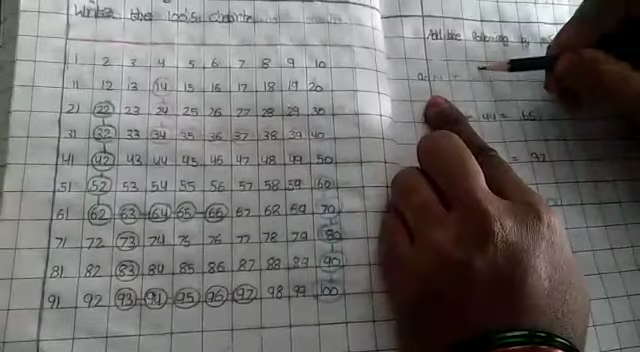 Write the 100's charte
1 2 3 4 5 6 7 8 9 10
11 12 13 14 15 16 17 18 19 20
21 22 23 24 25 26 27 28 29 30
31 32 33 34 35 36 37 38 39 40
41 42 43 44 45 46 47 48 49 50
51 52 53 54 55 56 57 58 59 60
61 62 63 64 65 66 67 68 69 70
71 72 73 74 75 76 77 78 79 80
81 82 83 84 85 86 87 88 89 90
91 92 93 94 95 96 97 98 99 100
Add the following by
44 = 65
= 97